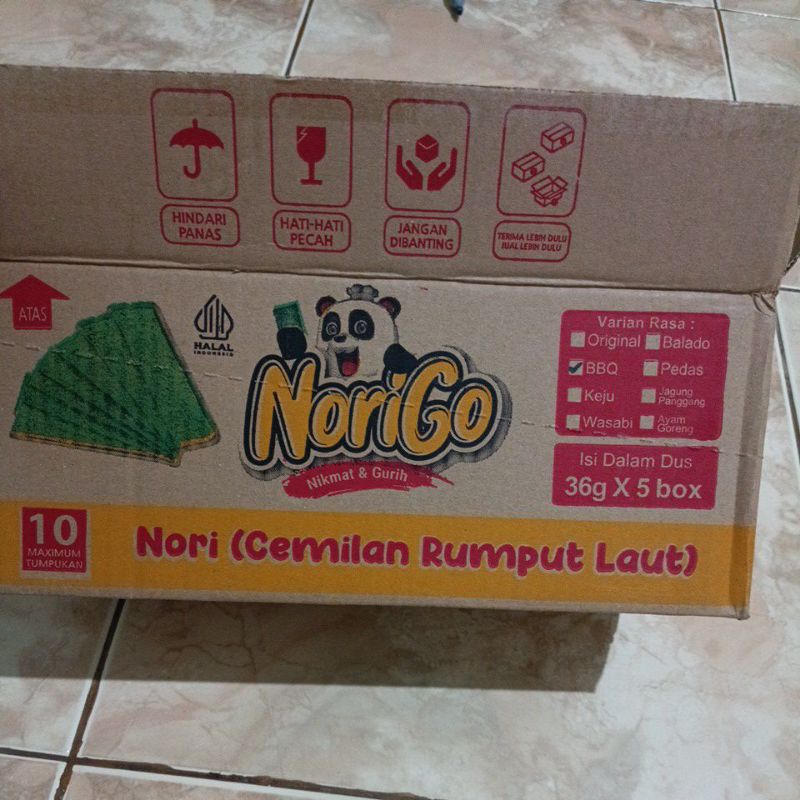 HINDARI
PANAS
HATI-HATI
PECAH
JANGAN
DIBANTING
TERIMA LEBIH DULU
JUAL LEBIH DULU
ATAS
HALAL
INDONESIA
NoriGo
Nikmat & Gurih
Varian Rasa :
Original Balado
BBQ Pedas
Keju Jagung
Panggang
Wasabi Ayam
Goreng
Isi Dalam Dus
36g X 5 box
10
MAXIMUM
TUMPUKAN
Nori (Cemilan Rumput Laut)